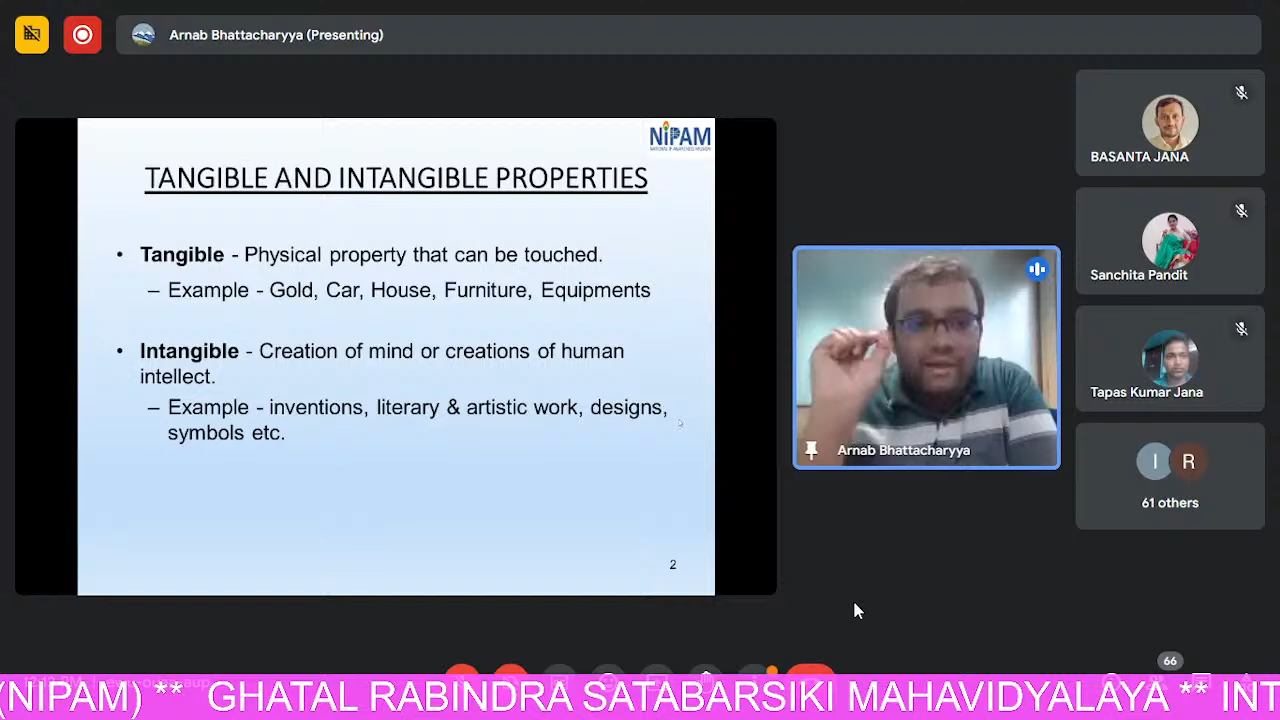 Arnab Bhattacharyya (Presenting)
NIPAM
TANGIBLE AND INTANGIBLE PROPERTIES
• Tangible - Physical property that can be touched.
– Example - Gold, Car, House, Furniture, Equipments
• Intangible - Creation of mind or creations of human
intellect.
– Example - inventions, literary & artistic work, designs,
symbols etc.
2
Arnab Bhattacharyya
BASANTA JANA
Sanchita Pandit
Tapas Kumar Jana
I R
61 others
66
(NIPAM) ** GHATAL RABINDRA SATABARSIKI MAHAVIDYALAYA ** INT